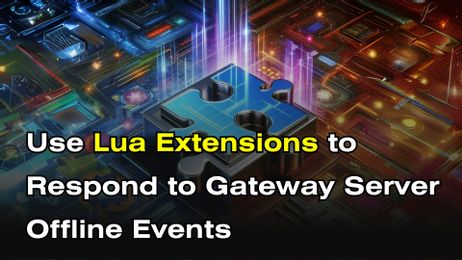 Use Lua Extensions to
Respond to Gateway Server
Offline Events